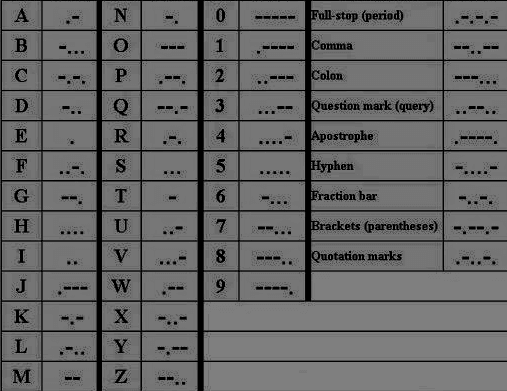 A .- N -. 0 ----- Full-stop (period) .-.-.-
B -... O --- 1 .---- Comma --..--
C -.-. P .--. 2 ..--- Colon ---...
D -.. Q --.- 3 ...-- Question mark (query) ..--..
E . R .-. 4 ....- Apostrophe .----.
F ..-. S ... 5 ..... Hyphen -....-
G --. T - 6 -... Fraction bar -..-.
H .... U ..- 7 --... Brackets (parentheses) -.--.-
I .. V ...- 8 ---.. Quotation marks .-..-.
J .--- W .-- 9 ----.
K -.- X -..-
L .-.. Y -.--
M -- Z --..